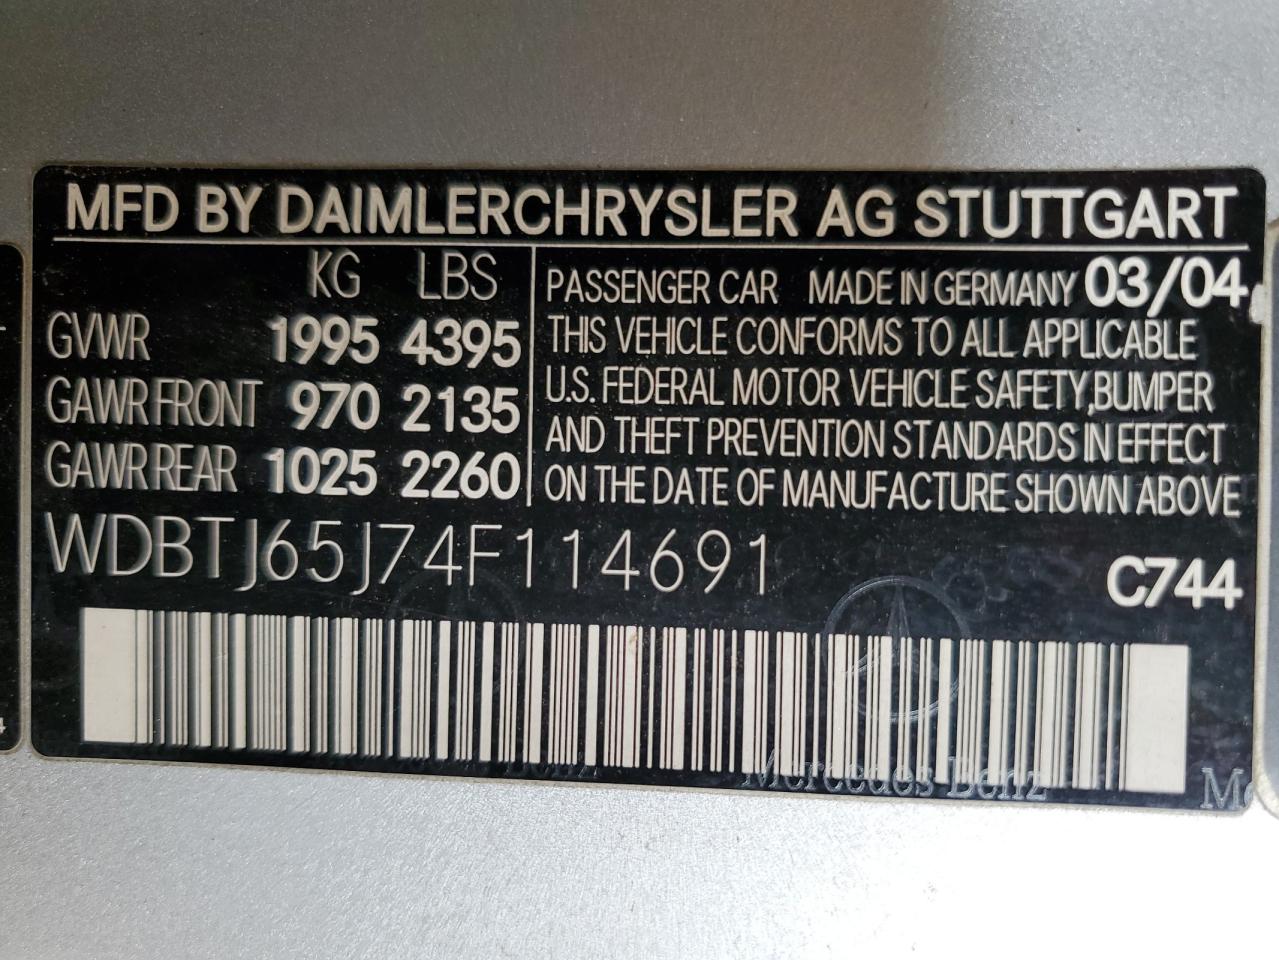 MFD BY DAIMLERCHRYSLER AG STUTTGART
KG LBS
GVWR 1995 4395
GAWR FRONT 970 2135
GAWR REAR 1025 2260
PASSENGER CAR MADE IN GERMANY 03/04
THIS VEHICLE CONFORMS TO ALL APPLICABLE
U.S. FEDERAL MOTOR VEHICLE SAFETY,BUMPER
AND THEFT PREVENTION STANDARDS IN EFFECT
ON THE DATE OF MANUFACTURE SHOWN ABOVE
WDBTJ65J74F114691
C744
Mercedes Benz